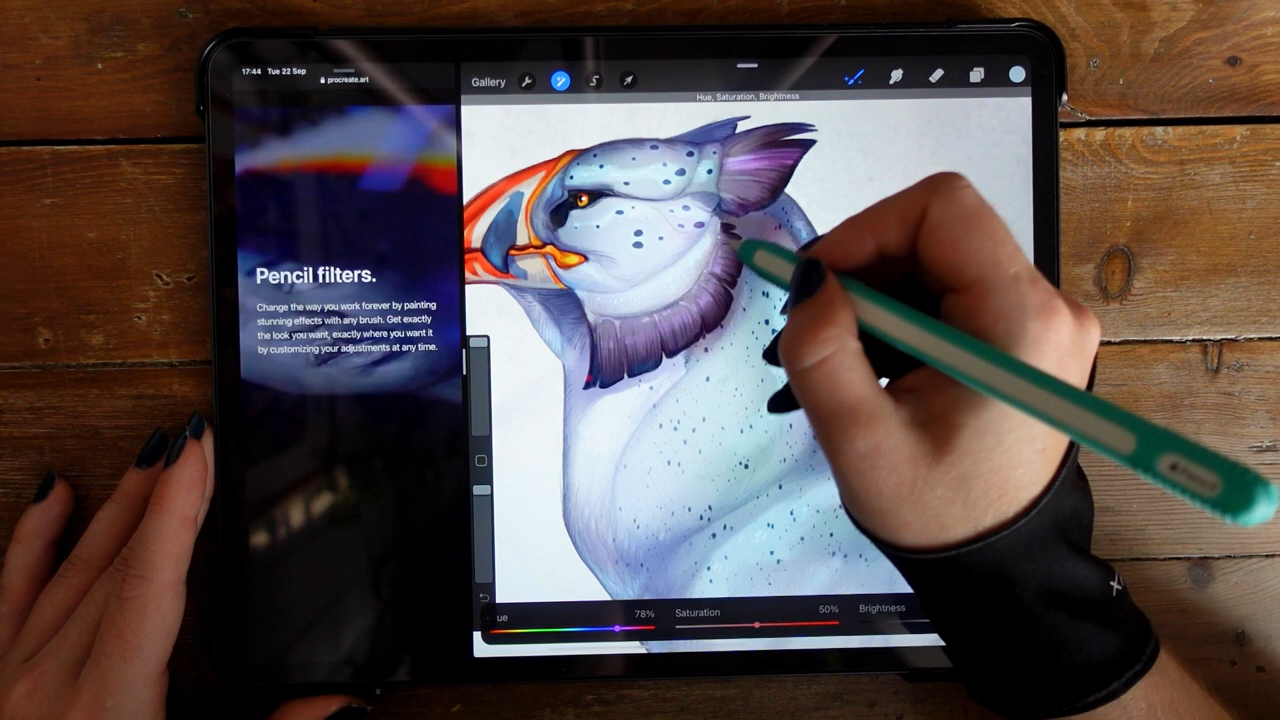 17:44 Tue 22 Sep
procreate.art
Pencil filters.
Change the way you work forever by painting
stunning effects with any brush. Get exactly
the look you want, exactly where you want it
by customizing your adjustments at any time.
Gallery
Hue, Saturation, Brightness
ue 78% Saturation 50% Brightness